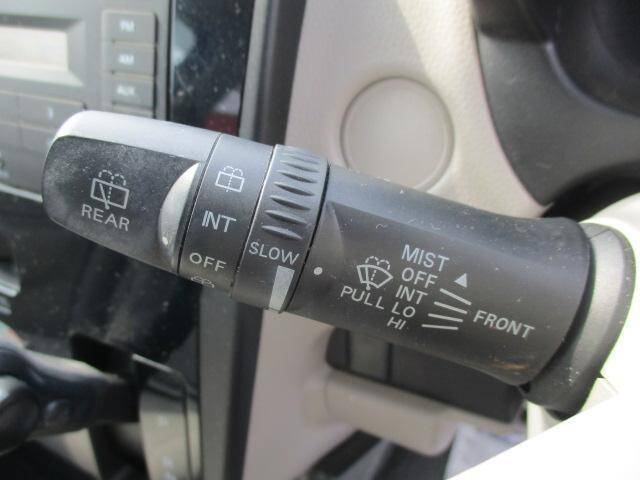 FM
AM
AUX
REAR
INT
OFF
SLOW
MIST
OFF
INT
PULL LO
HI
FRONT